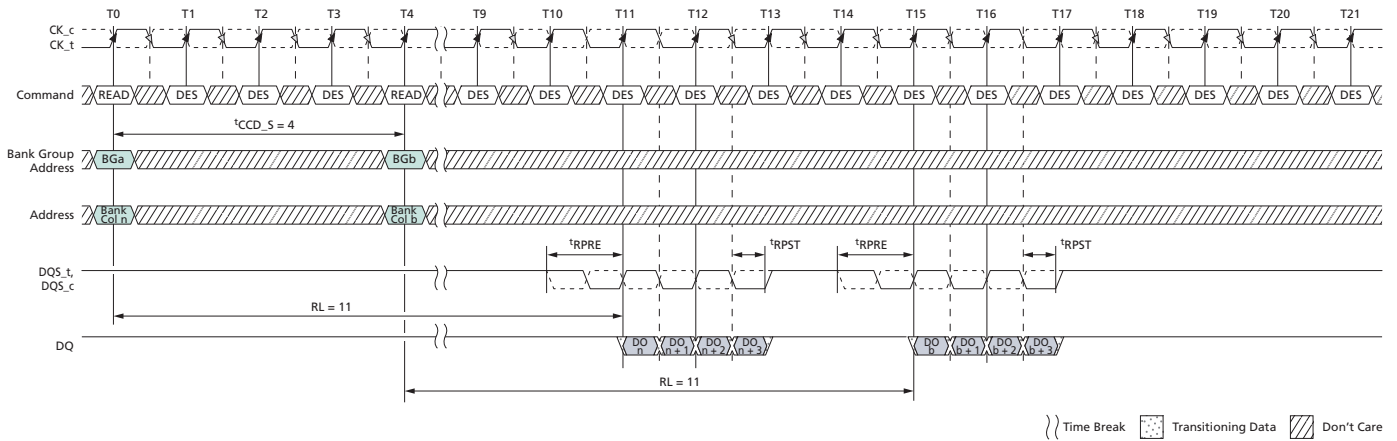 T0 T1 T2 T3 T4 T9 T10 T11 T12 T13 T14 T15 T16 T17 T18 T19 T20 T21
CK_c
CK_t
Command READ DES DES DES READ DES DES DES DES DES DES DES DES DES DES DES DES DES
tCCD_S = 4
Bank Group
Address
BGa BGb
Address
Bank
Col n
Bank
Col b
tRPRE tRPST tRPRE tRPST
DQS_t,
DQS_c
RL = 11
DQ
DO
n
DO
n + 1
DO
n + 2
DO
n + 3
DO
b
DO
b + 1
DO
b + 2
DO
b + 3
RL = 11
Time Break Transitioning Data Don't Care